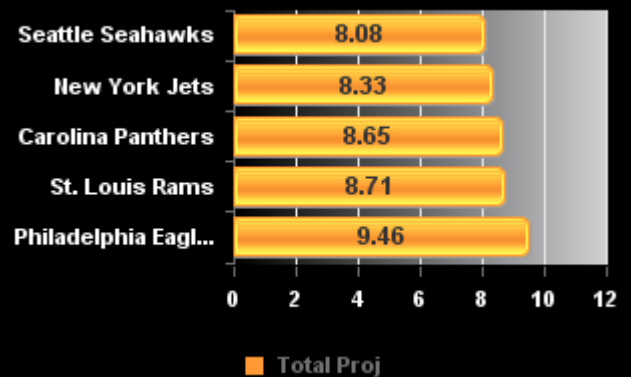 Seattle Seahawks 8.08
New York Jets 8.33
Carolina Panthers 8.65
St. Louis Rams 8.71
Philadelphia Eagl... 9.46
0 2 4 6 8 10 12
Total Proj